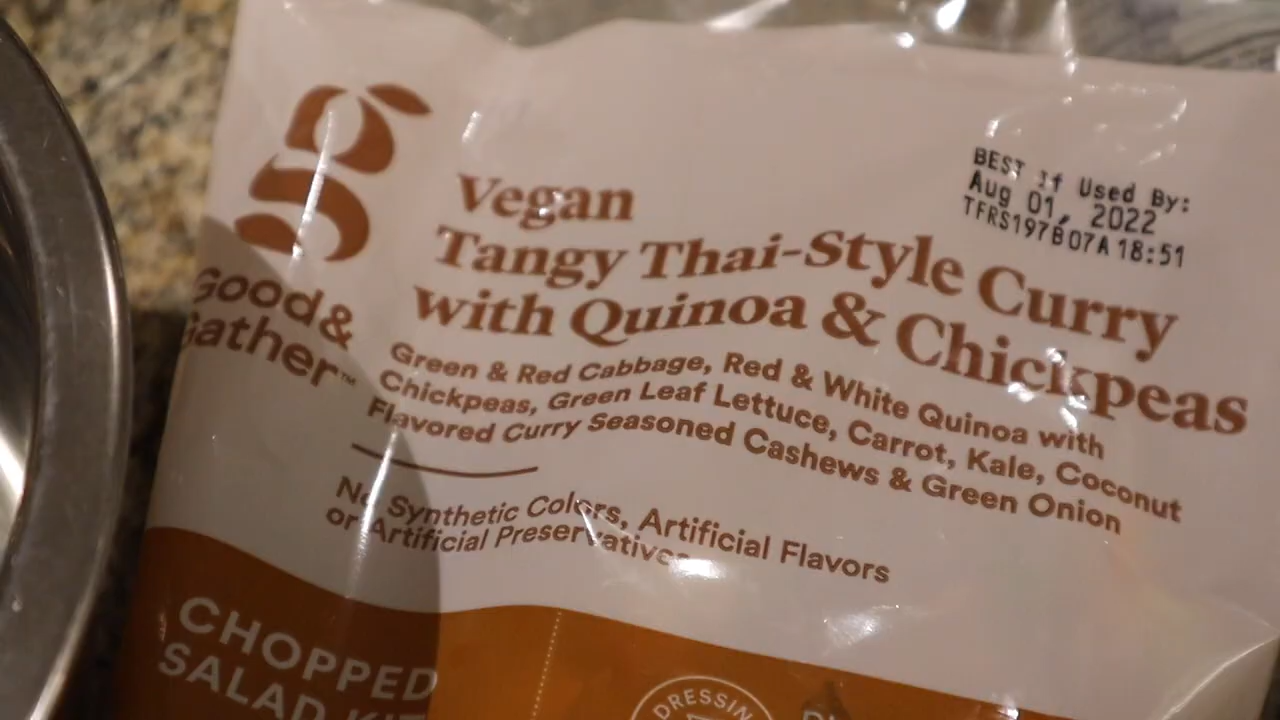 g
Good&
Gather™
BEST If Used By:
Aug 01, 2022
TFRS197B07A 18:51
Vegan
Tangy Thai-Style Curry
with Quinoa & Chickpeas
Green & Red Cabbage, Red & White Quinoa with
Chickpeas, Green Leaf Lettuce, Carrot, Kale, Coconut
Flavored Curry Seasoned Cashews & Green Onion
No Synthetic Colors, Artificial Flavors
or Artificial Preservatives
CHOPPED
SALAD KIT